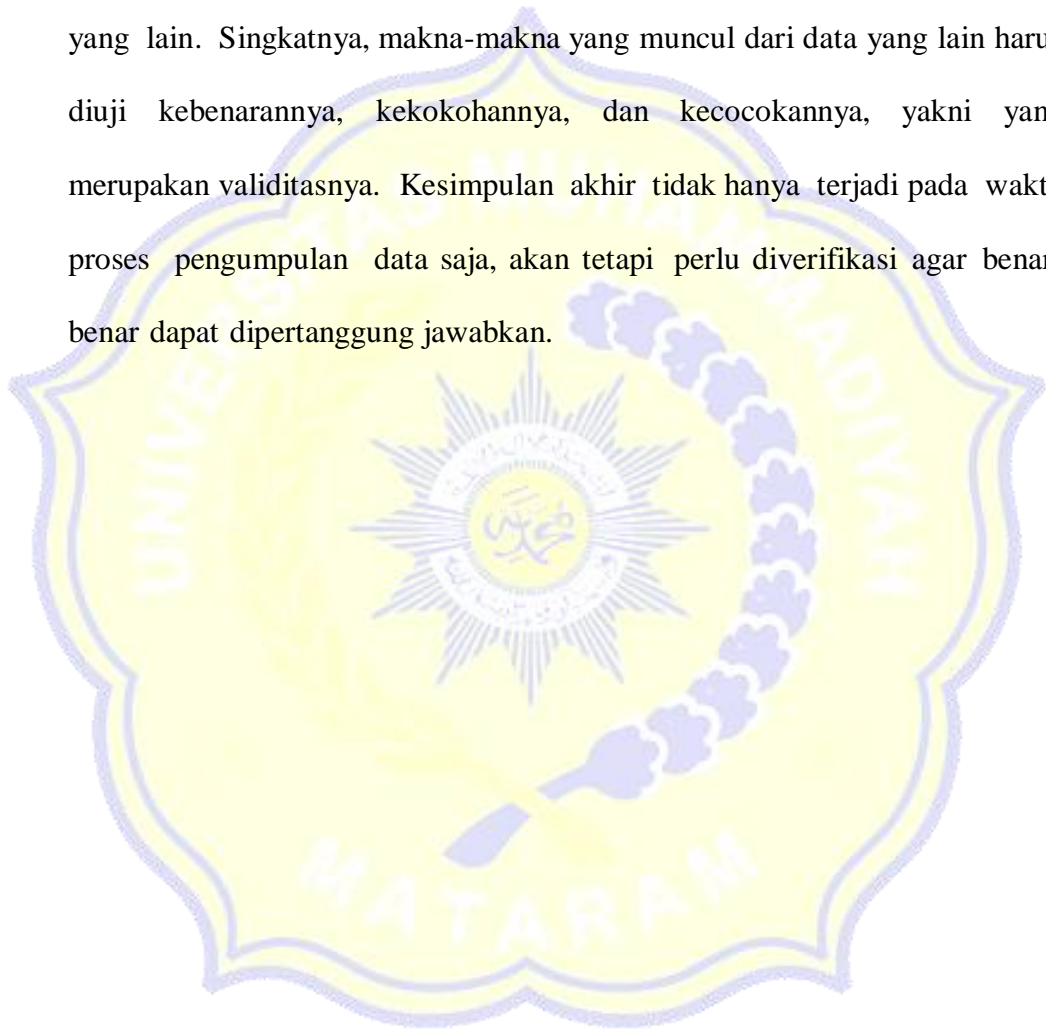 yang lain. Singkatnya, makna-makna yang muncul dari data yang lain haru
diuji kebenarannya, kekokohannya, dan kecocokannya, yakni yan
merupakan validitasnya. Kesimpulan akhir tidak hanya terjadi pada wakt
proses pengumpulan data saja, akan tetapi perlu diverifikasi agar benar
benar dapat dipertanggung jawabkan.
UNIVERSITAS MUHAMMADIYAH
MATARAM